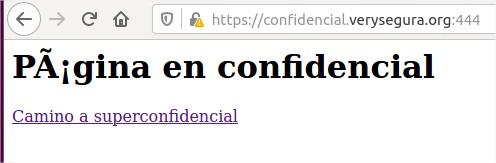 https://confidencial.verysegura.org:444
PÃ¡gina en confidencial
Camino a superconfidencial